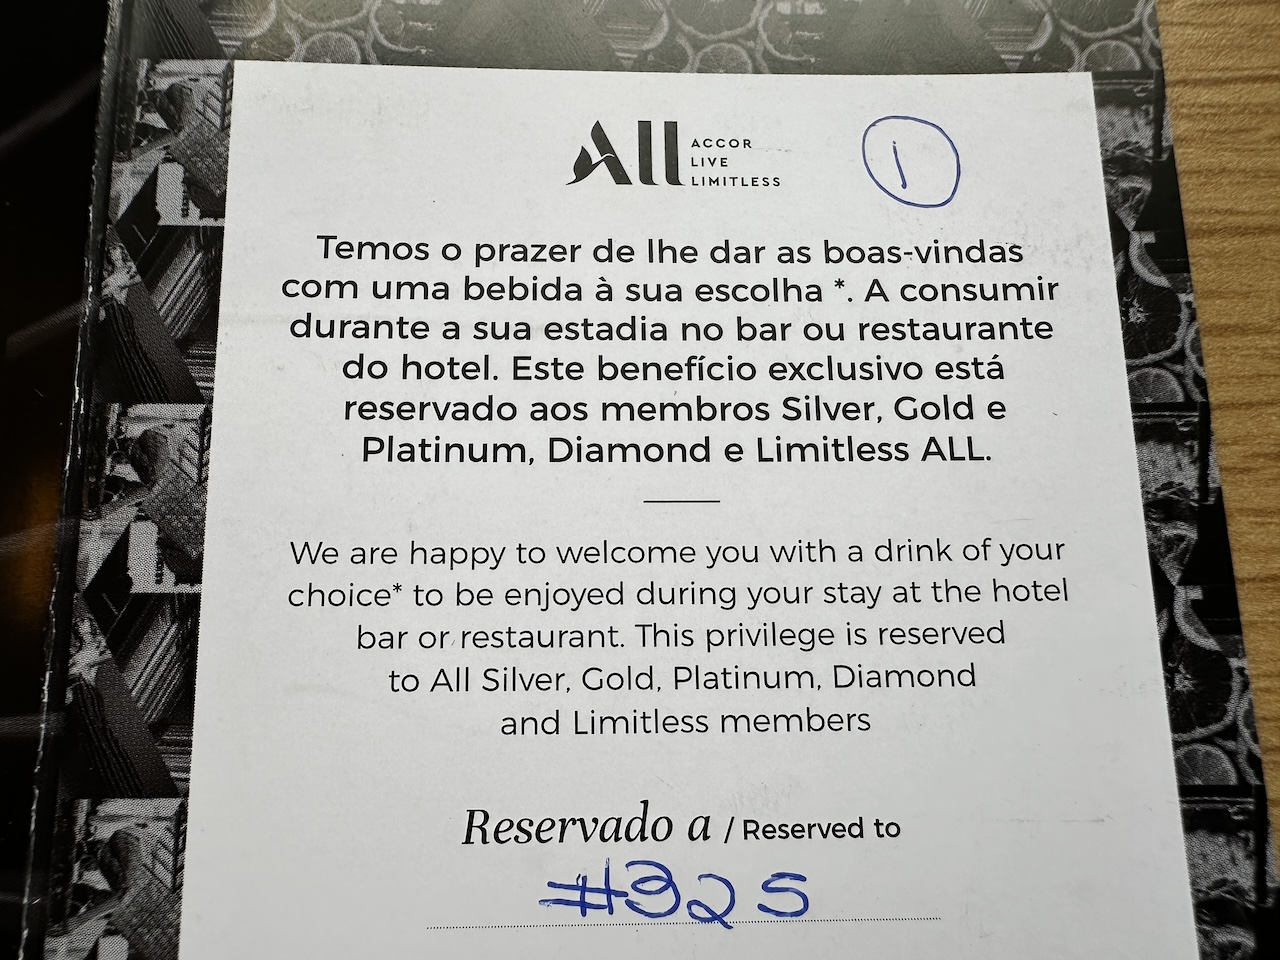 All ACCOR
LIVE
LIMITLESS
1
Temos o prazer de lhe dar as boas-vindas
com uma bebida à sua escolha *. A consumir
durante a sua estadia no bar ou restaurante
do hotel. Este benefício exclusivo está
reservado aos membros Silver, Gold e
Platinum, Diamond e Limitless ALL.
We are happy to welcome you with a drink of your
choice* to be enjoyed during your stay at the hotel
bar or restaurant. This privilege is reserved
to All Silver, Gold, Platinum, Diamond
and Limitless members
Reservado a / Reserved to
#325